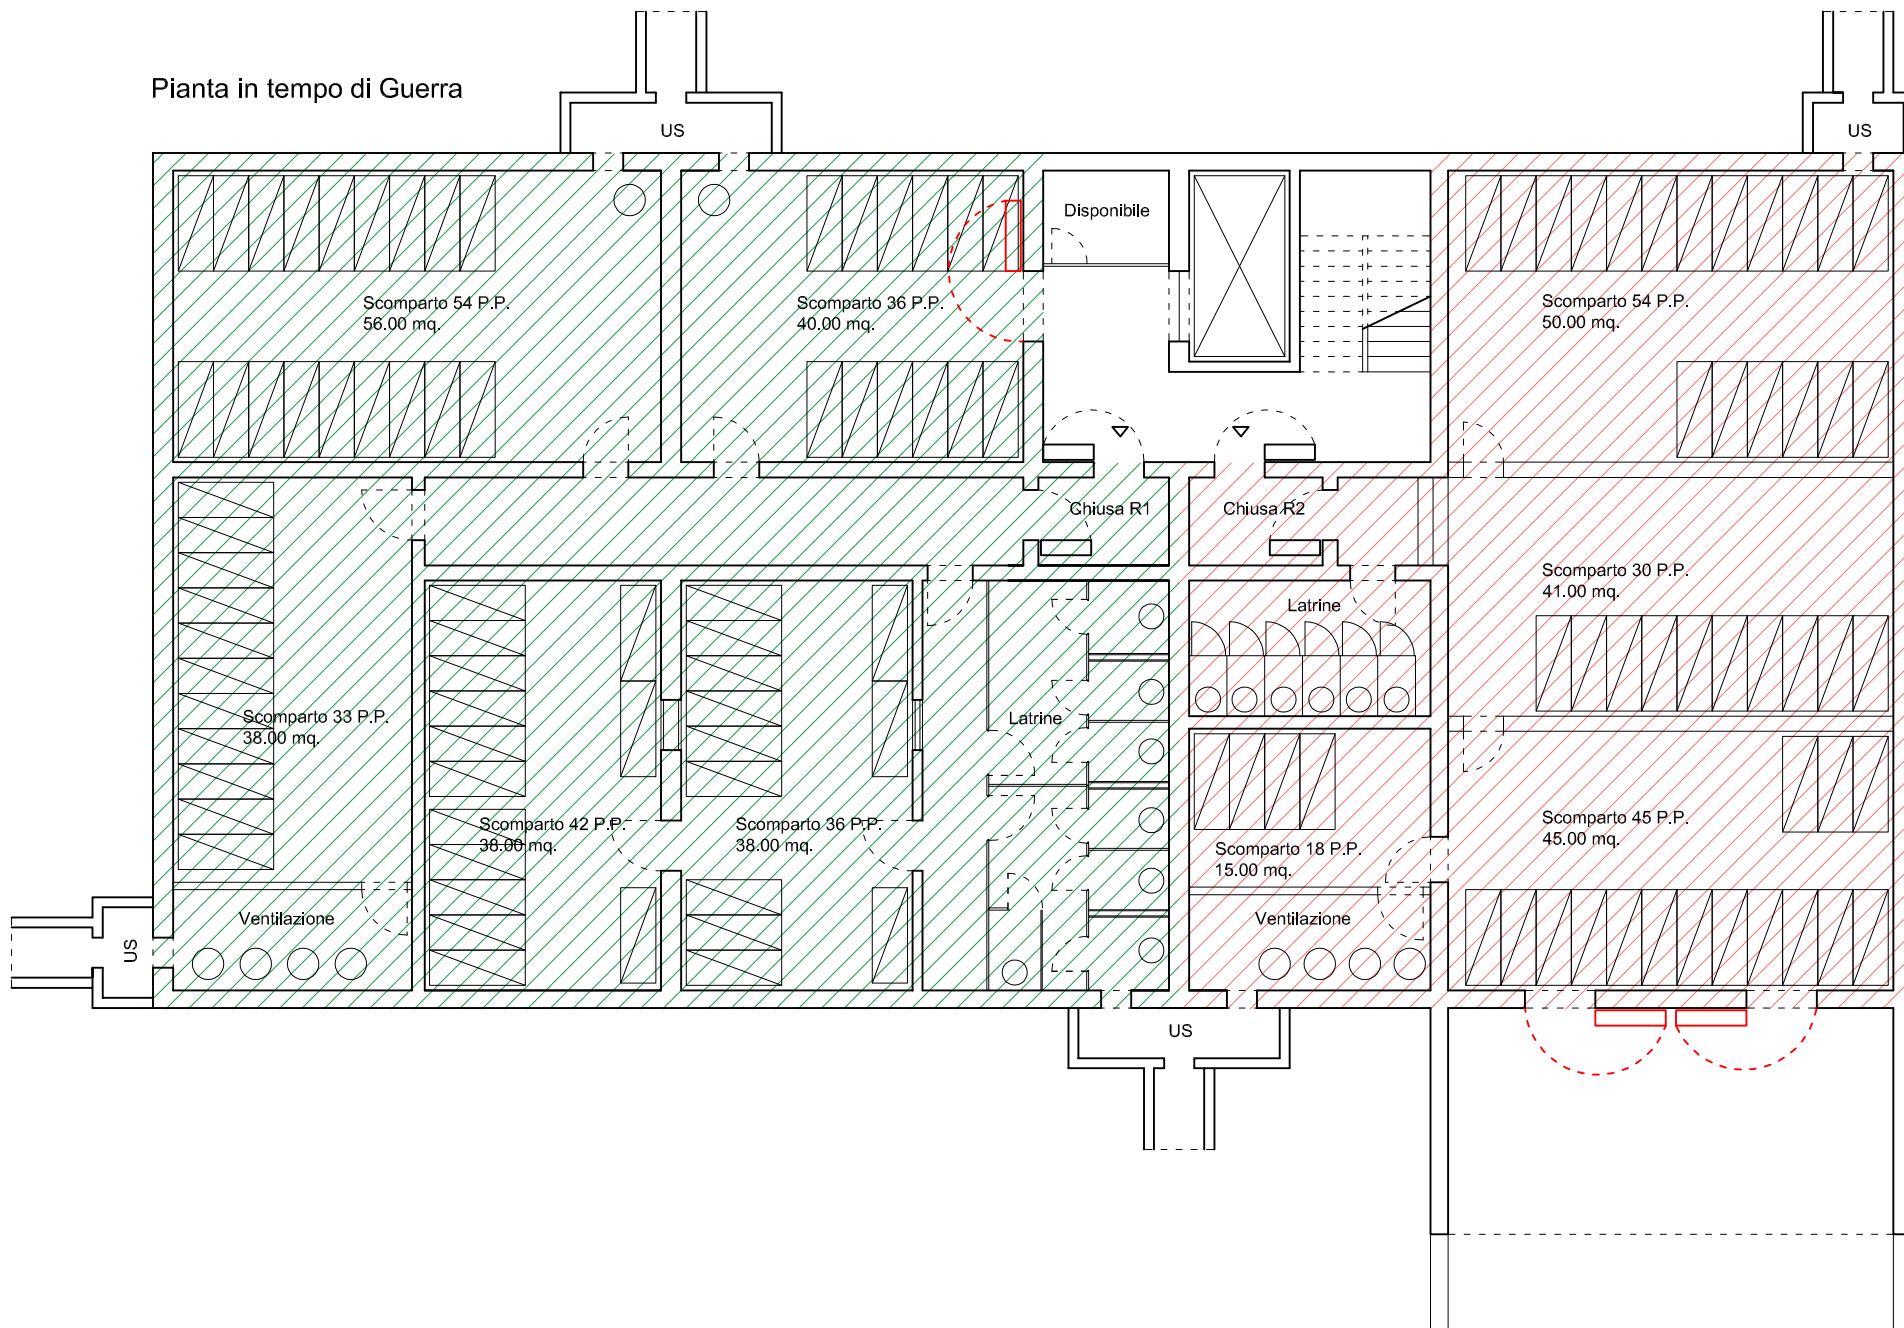 Pianta in tempo di Guerra
US
US
Disponibile
Scomparto 54 P.P.
56.00 mq.
Scomparto 36 P.P.
40.00 mq.
Scomparto 54 P.P.
50.00 mq.
Chiusa R1
Chiusa R2
Scomparto 30 P.P.
41.00 mq.
Latrine
Scomparto 33 P.P.
38.00 mq.
Latrine
Scomparto 42 P.P.
38.00 mq.
Scomparto 36 P.P.
38.00 mq.
Scomparto 18 P.P.
15.00 mq.
Scomparto 45 P.P.
45.00 mq.
Ventilazione
Ventilazione
US
US